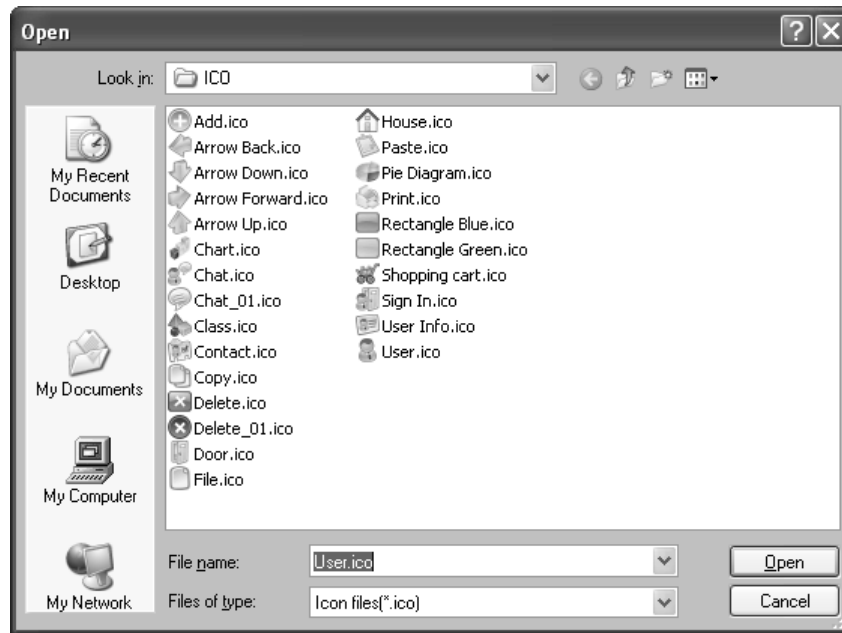 Open
Look in:
ICO
My Recent
Documents
Desktop
My Documents
My Computer
My Network
Add.ico
Arrow Back.ico
Arrow Down.ico
Arrow Forward.ico
Arrow Up.ico
Chart.ico
Chat.ico
Chat_01.ico
Class.ico
Contact.ico
Copy.ico
Delete.ico
Delete_01.ico
Door.ico
File.ico
House.ico
Paste.ico
Pie Diagram.ico
Print.ico
Rectangle Blue.ico
Rectangle Green.ico
Shopping cart.ico
Sign In.ico
User Info.ico
User.ico
File name:
User.ico
Open
Files of type:
Icon files(*.ico)
Cancel